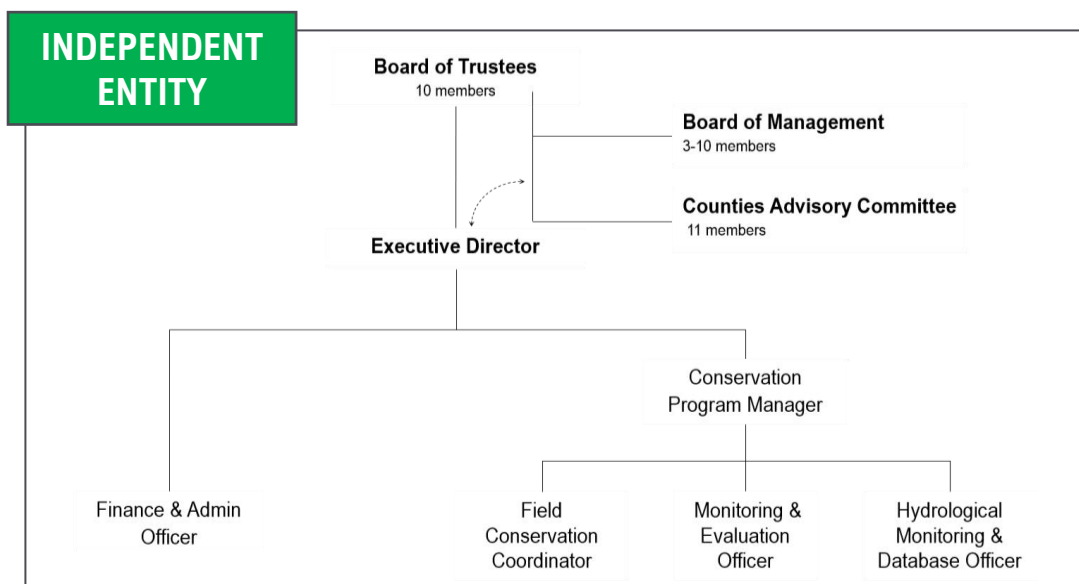 INDEPENDENT
ENTITY
Board of Trustees
10 members
Board of Management
3-10 members
Counties Advisory Committee
11 members
Executive Director
Conservation
Program Manager
Finance & Admin
Officer
Field
Conservation
Coordinator
Monitoring &
Evaluation
Officer
Hydrological
Monitoring &
Database Officer